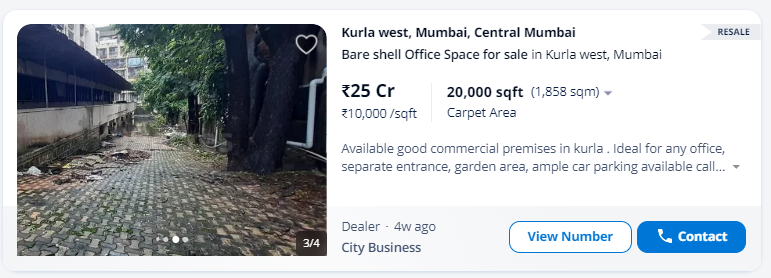 Kurla west, Mumbai, Central Mumbai
RESALE
Bare shell Office Space for sale in Kurla west, Mumbai
₹25 Cr
20,000 sqft (1,858 sqm)
₹10,000 /sqft
Carpet Area
Available good commercial premises in kurla . Ideal for any office,
separate entrance, garden area, ample car parking available call...
3/4
Dealer · 4w ago
City Business
View Number
Contact